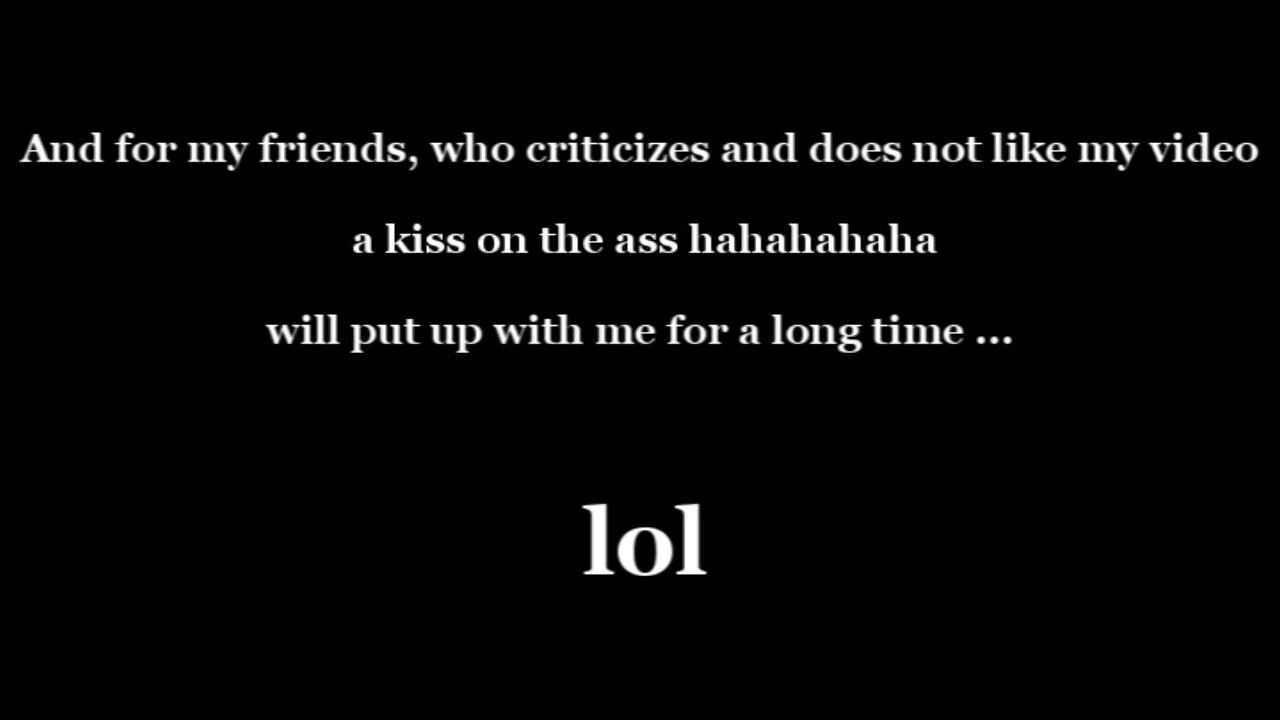 And for my friends, who criticizes and does not like my video
a kiss on the ass hahahahaha
will put up with me for a long time ...
lol